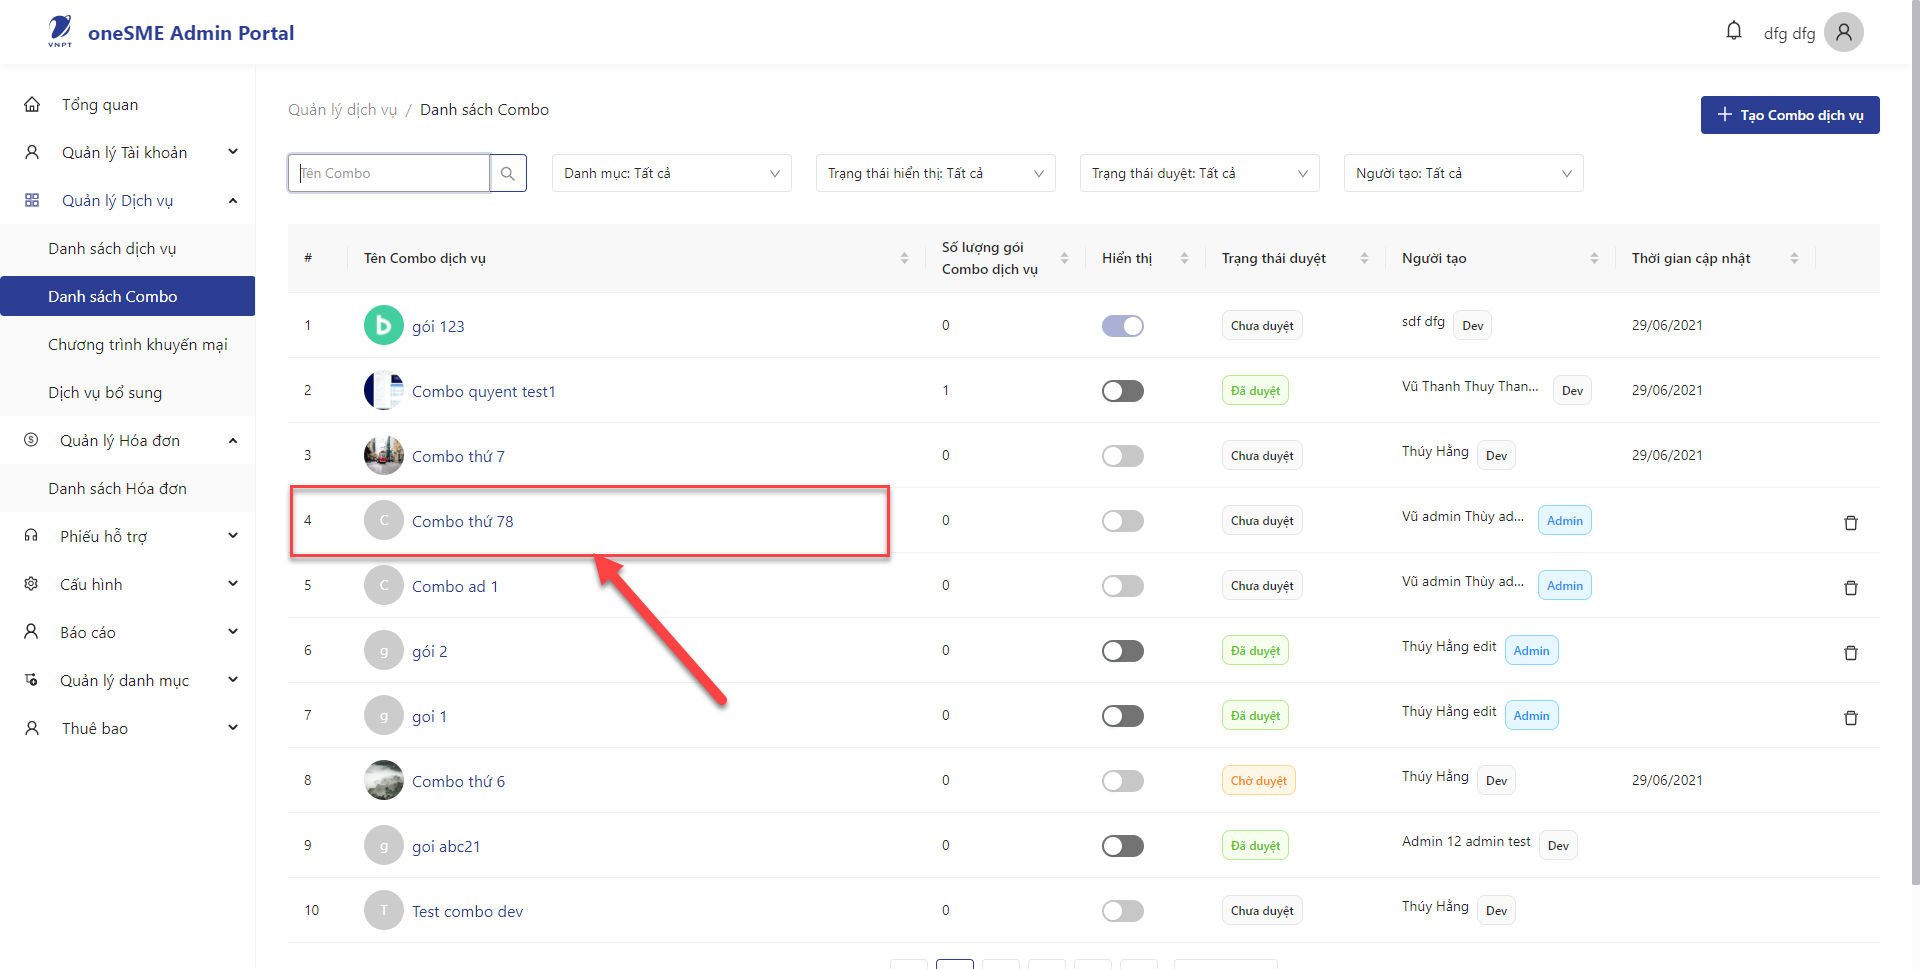 VNPT
oneSME Admin Portal
dfg dfg
Tổng quan
Quản lý Tài khoản
Quản lý Dịch vụ
Danh sách dịch vụ
Danh sách Combo
Chương trình khuyến mại
Dịch vụ bổ sung
Quản lý Hóa đơn
Danh sách Hóa đơn
Phiếu hỗ trợ
Cấu hình
Báo cáo
Quản lý danh mục
Thuê bao
Quản lý dịch vụ / Danh sách Combo
Tạo Combo dịch vụ
Tên Combo
Danh mục: Tất cả
Trạng thái hiển thị: Tất cả
Trạng thái duyệt: Tất cả
Người tạo: Tất cả
# Tên Combo dịch vụ Số lượng gói Combo dịch vụ Hiển thị Trạng thái duyệt Người tạo Thời gian cập nhật
1 b gói 123 0 Chưa duyệt sdf dfg Dev 29/06/2021
2 Combo quyent test1 1 Đã duyệt Vũ Thanh Thuy Than... Dev 29/06/2021
3 Combo thứ 7 0 Chưa duyệt Thúy Hằng Dev 29/06/2021
4 C Combo thứ 78 0 Chưa duyệt Vũ admin Thùy ad... Admin
5 C Combo ad 1 0 Chưa duyệt Vũ admin Thùy ad... Admin
6 g gói 2 0 Đã duyệt Thúy Hằng edit Admin
7 g goi 1 0 Đã duyệt Thúy Hằng edit Admin
8 Combo thứ 6 0 Chờ duyệt Thúy Hằng Dev 29/06/2021
9 g goi abc21 0 Đã duyệt Admin 12 admin test Dev
10 T Test combo dev 0 Chưa duyệt Thúy Hằng Dev